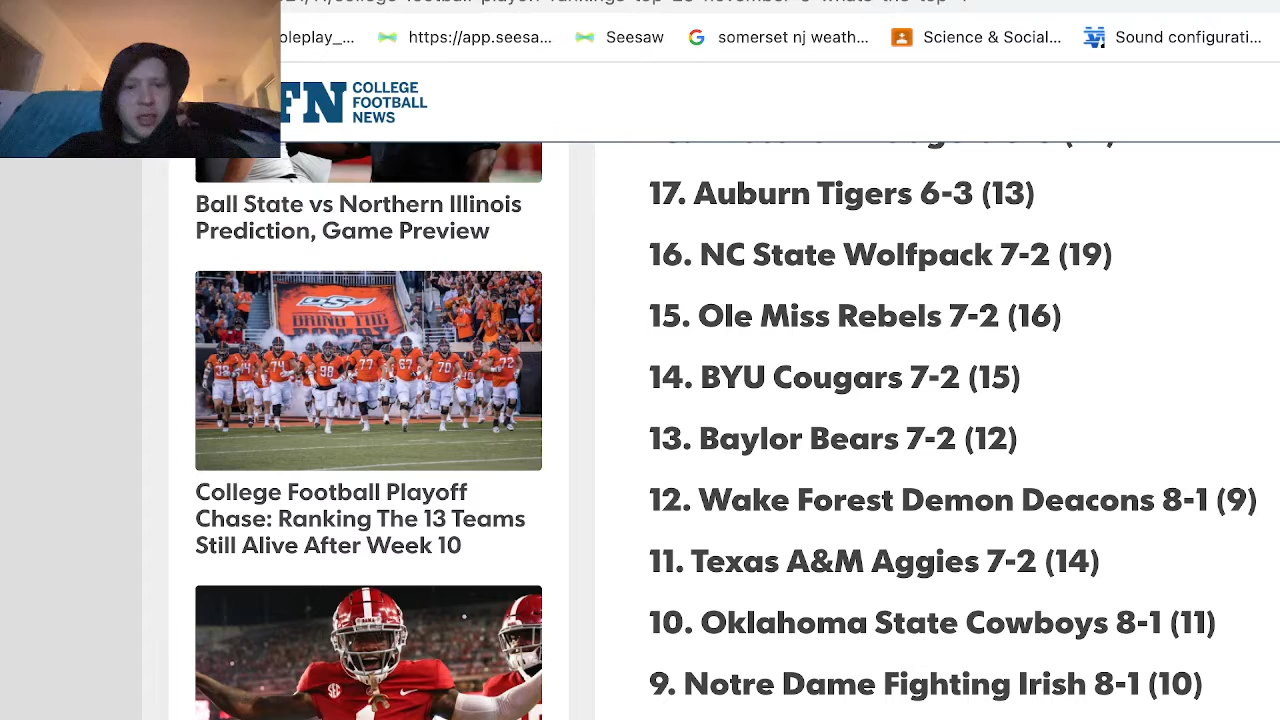 oleplay_...
https://app.seesa...
Seesaw
somerset nj weath...
Science & Social...
Sound configurati...
FN COLLEGE
FOOTBALL
NEWS
Ball State vs Northern Illinois
Prediction, Game Preview
College Football Playoff
Chase: Ranking The 13 Teams
Still Alive After Week 10
17. Auburn Tigers 6-3 (13)
16. NC State Wolfpack 7-2 (19)
15. Ole Miss Rebels 7-2 (16)
14. BYU Cougars 7-2 (15)
13. Baylor Bears 7-2 (12)
12. Wake Forest Demon Deacons 8-1 (9)
11. Texas A&M Aggies 7-2 (14)
10. Oklahoma State Cowboys 8-1 (11)
9. Notre Dame Fighting Irish 8-1 (10)